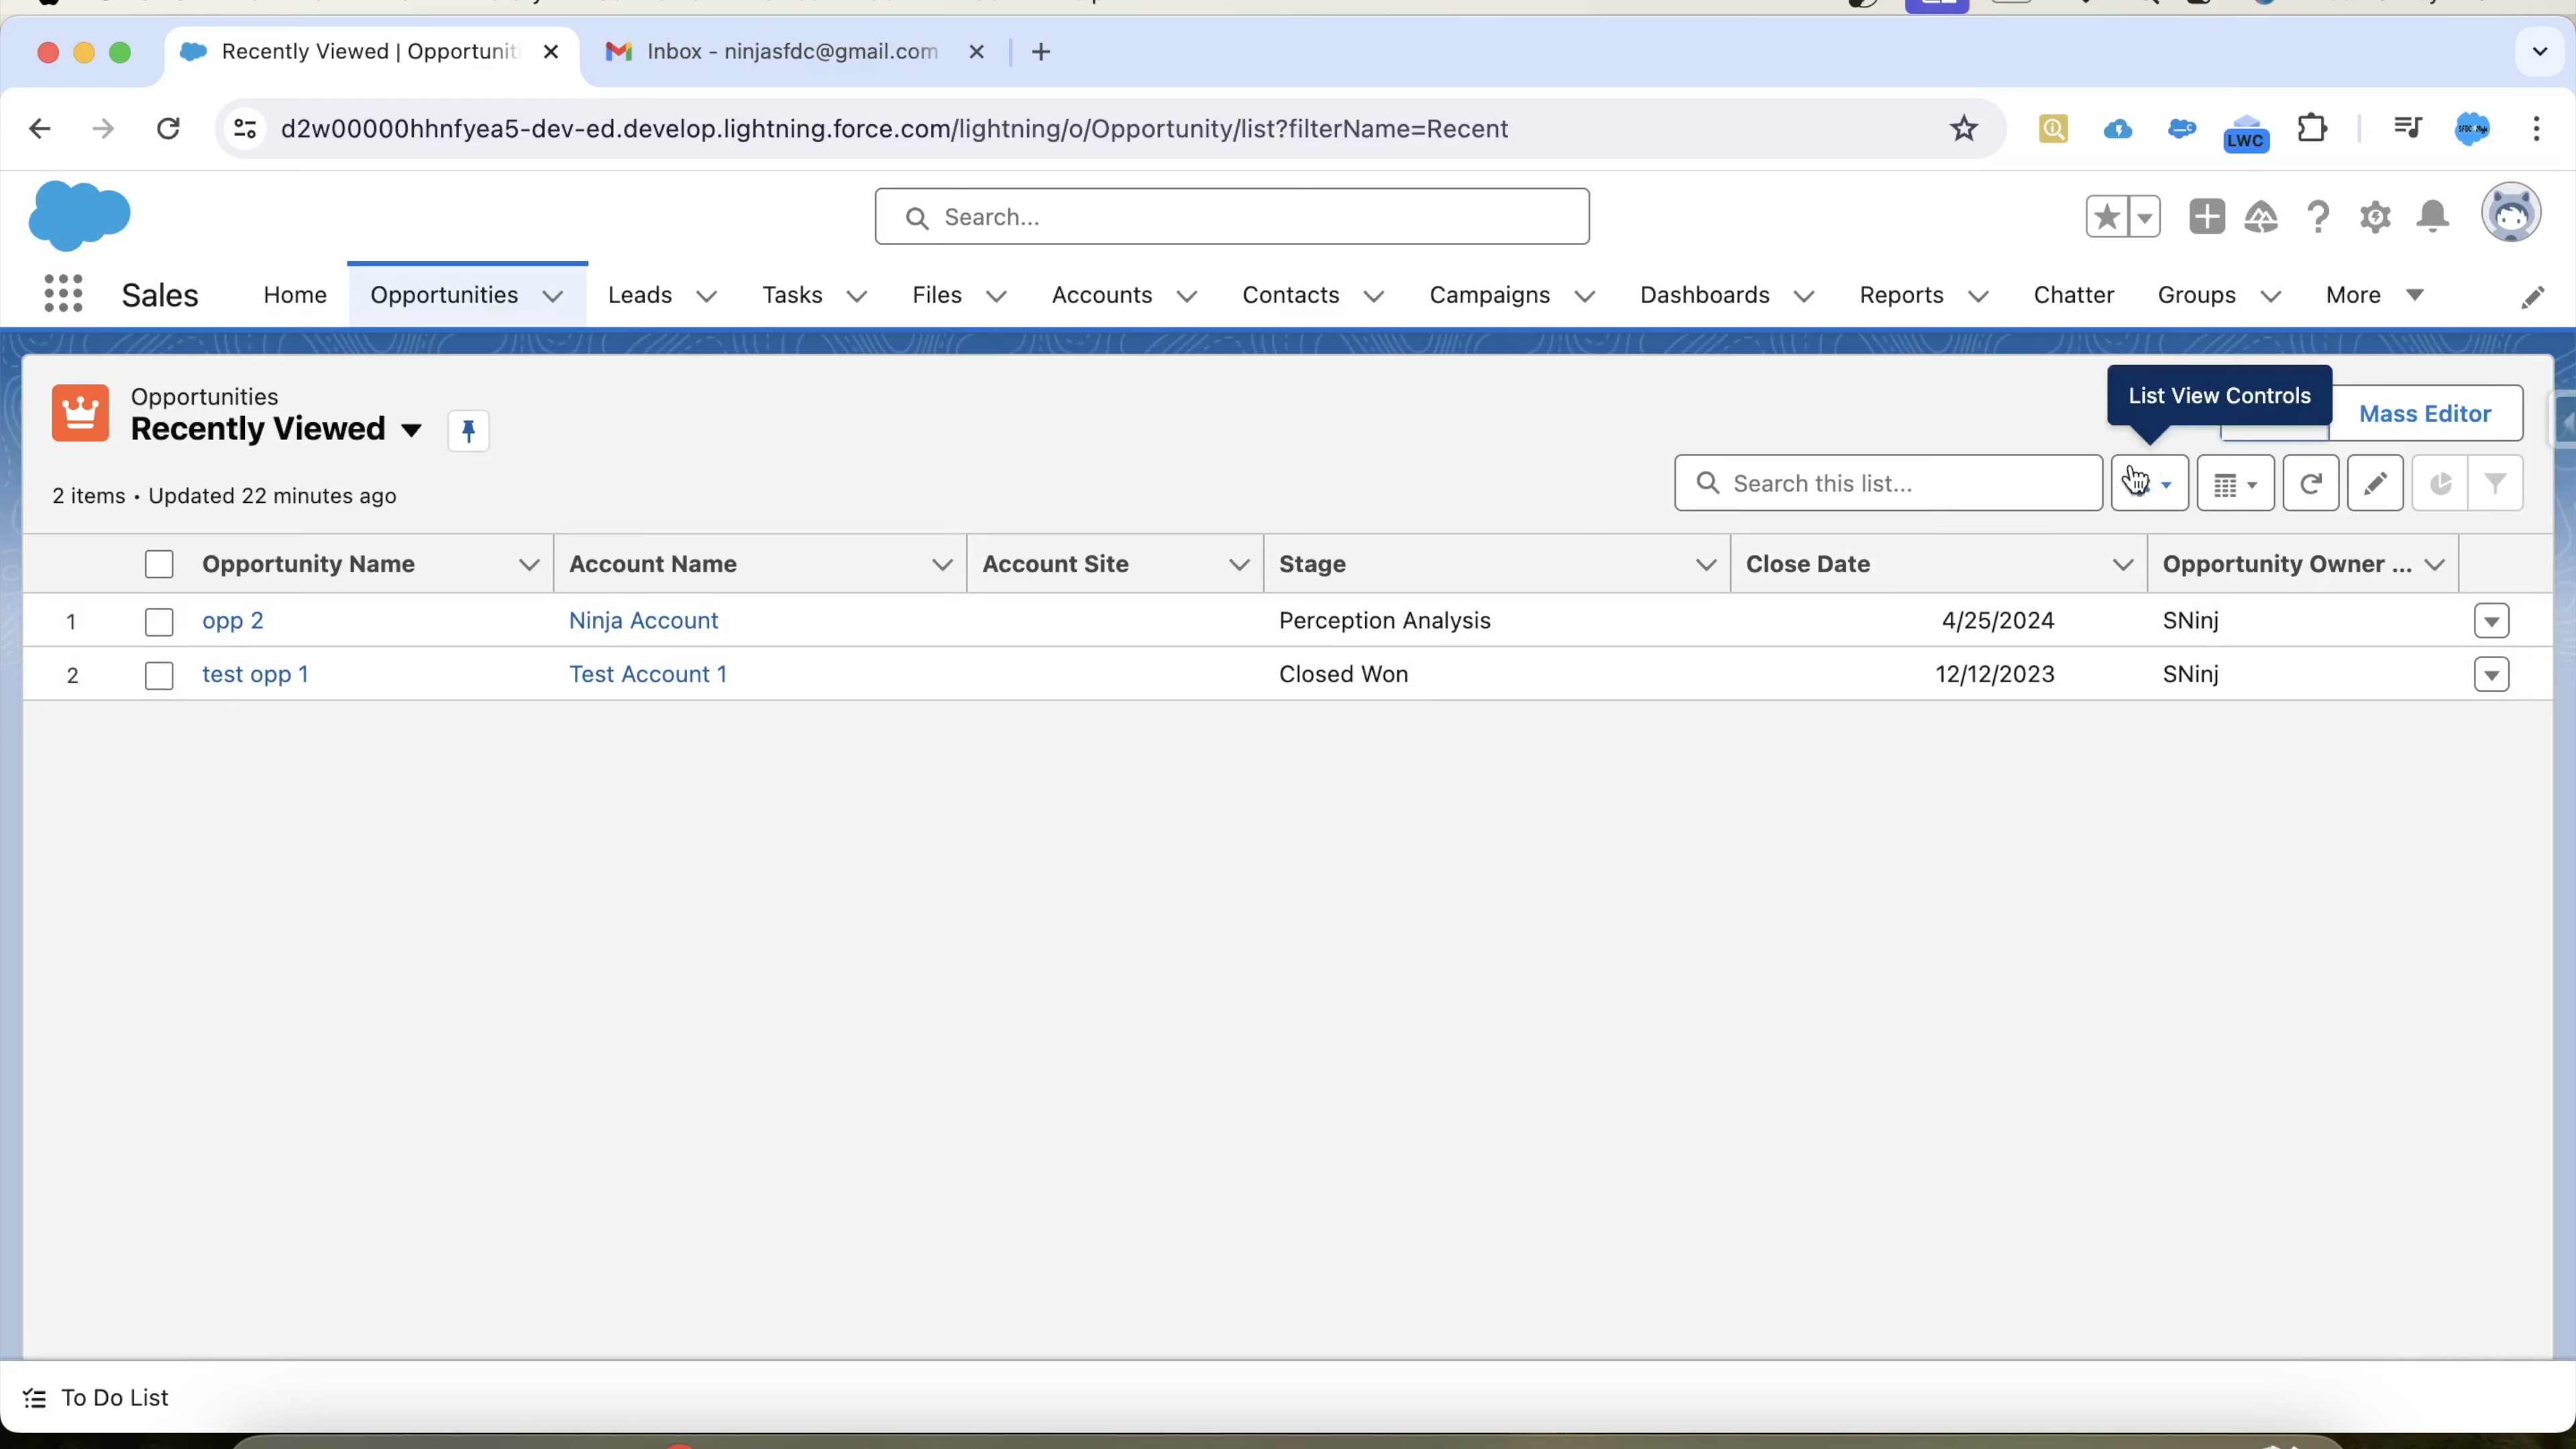 Recently Viewed | Opportuniti
Inbox - ninjasfdc@gmail.com
d2w00000hhnfyea5-dev-ed.develop.lightning.force.com/lightning/o/Opportunity/list?filterName=Recent
LWC
Search...
Sales
Home
Opportunities
Leads
Tasks
Files
Accounts
Contacts
Campaigns
Dashboards
Reports
Chatter
Groups
More
Opportunities
Recently Viewed
List View Controls
Mass Editor
2 items • Updated 22 minutes ago
Search this list...
Opportunity Name Account Name Account Site Stage Close Date Opportunity Owner ...
1 opp 2 Ninja Account Perception Analysis 4/25/2024 SNinj
2 test opp 1 Test Account 1 Closed Won 12/12/2023 SNinj
To Do List